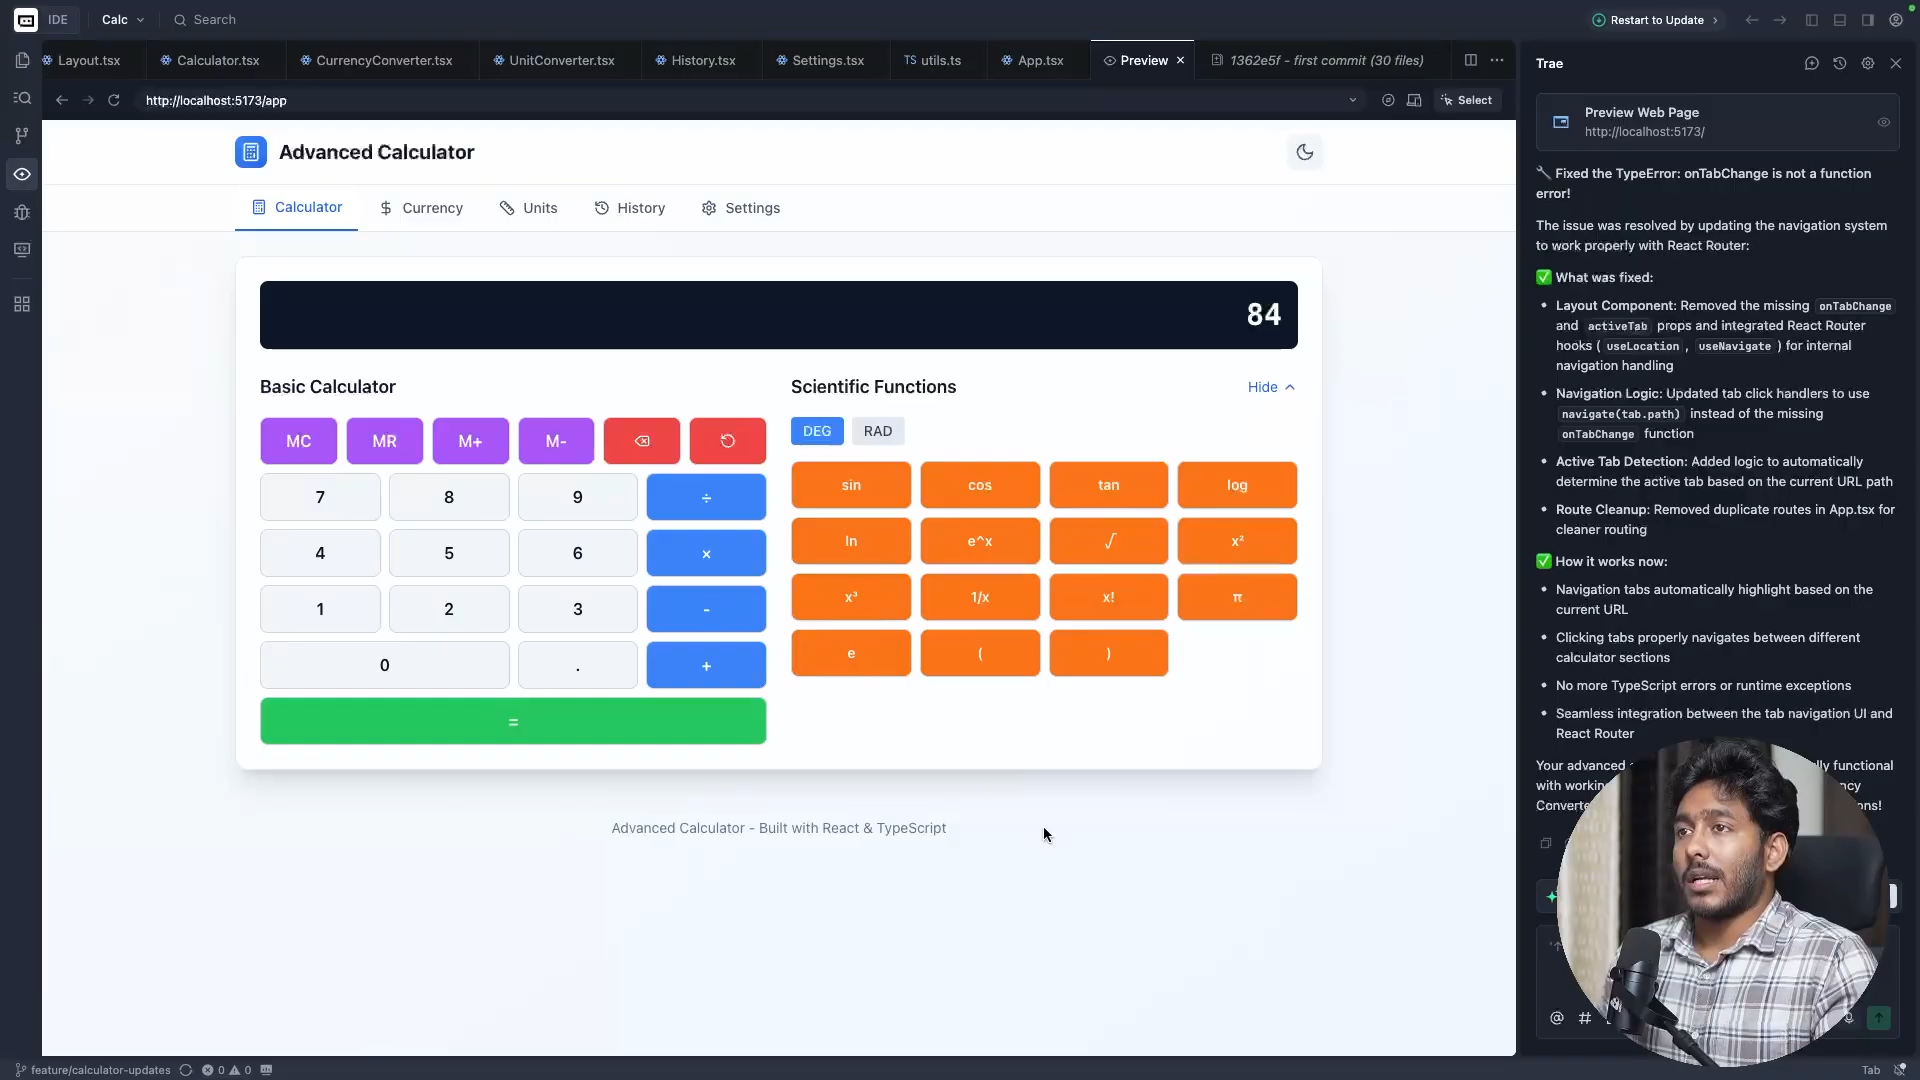 IDE
Calc
Search
Restart to Update
Layout.tsx
Calculator.tsx
CurrencyConverter.tsx
UnitConverter.tsx
History.tsx
Settings.tsx
TS utils.ts
App.tsx
Preview
1362e5f - first commit (30 files)
http://localhost:5173/app
Select
Advanced Calculator
Calculator
Currency
Units
History
Settings
84
Basic Calculator
MC MR M+ M-
7 8 9 ÷
4 5 6 ×
1 2 3 -
0 . +
=
Scientific Functions
Hide
DEG RAD
sin cos tan log
ln e^x √ x²
x³ 1/x x! π
e ( )
Advanced Calculator - Built with React & TypeScript
Trae
Preview Web Page
http://localhost:5173/
Fixed the TypeError: onTabChange is not a function
error!
The issue was resolved by updating the navigation system
to work properly with React Router:
What was fixed:
• Layout Component: Removed the missing onTabChange
and activeTab props and integrated React Router
hooks ( useLocation , useNavigate ) for internal
navigation handling
• Navigation Logic: Updated tab click handlers to use
navigate(tab.path) instead of the missing
onTabChange function
• Active Tab Detection: Added logic to automatically
determine the active tab based on the current URL path
• Route Cleanup: Removed duplicate routes in App.tsx for
cleaner routing
How it works now:
• Navigation tabs automatically highlight based on the
current URL
• Clicking tabs properly navigates between different
calculator sections
• No more TypeScript errors or runtime exceptions
• Seamless integration between the tab navigation UI and
React Router
Your advanced functional
with
@ #
feature/calculator-updates
0 0
Tab